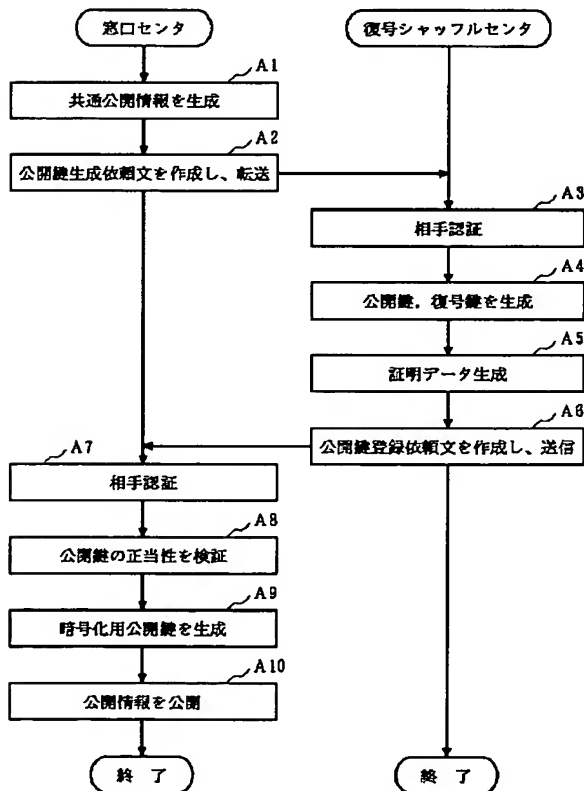 窓口センタ
復号シャッフルセンタ
A1
共通公開情報を生成
A2
公開鍵生成依頼文を作成し、転送
A3
相手認証
A4
公開鍵,復号鍵を生成
A5
証明データ生成
A6
公開鍵登録依頼文を作成し、送信
A7
相手認証
A8
公開鍵の正当性を検証
A9
暗号化用公開鍵を生成
A10
公開情報を公開
終 了
終 了